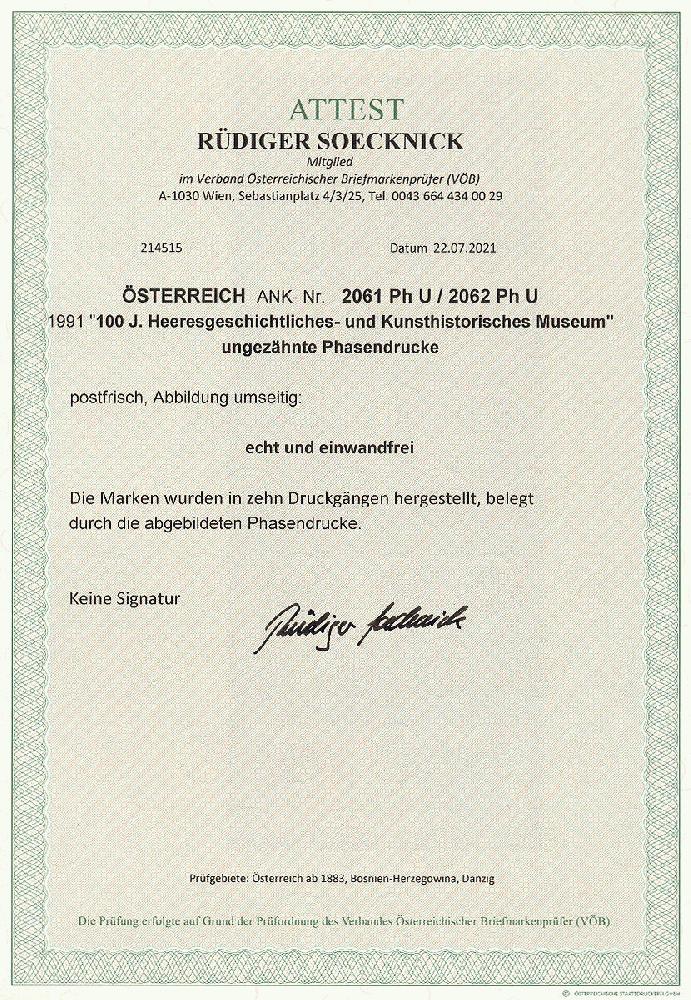 ATTEST
RÜDIGER SOECKNICK
Mitglied
im Verband Österreichischer Briefmarkenprüfer (VÖB)
A-1030 Wien, Sebastianplatz 4/3/25, Tel. 0043 664 434 00 29
214515 Datum 22.07.2021
ÖSTERREICH ANK Nr. 2061 Ph U / 2062 Ph U
1991 "100 J. Heeresgeschichtliches- und Kunsthistorisches Museum"
ungezähnte Phasendrucke
postfrisch, Abbildung umseitig:
echt und einwandfrei
Die Marken wurden in zehn Druckgängen hergestellt, belegt
durch die abgebildeten Phasendrucke.
Keine Signatur
Rüdiger Soecknick
Prüfgebiete: Österreich ab 1883, Bosnien-Herzegowina, Danzig
Die Prüfung erfolgte auf Grund der Prüfordnung des Verbandes Österreichischer Briefmarkenprüfer (VÖB)
© ÖSTERREICHISCHE STAATSDRUCKEREI GMBH